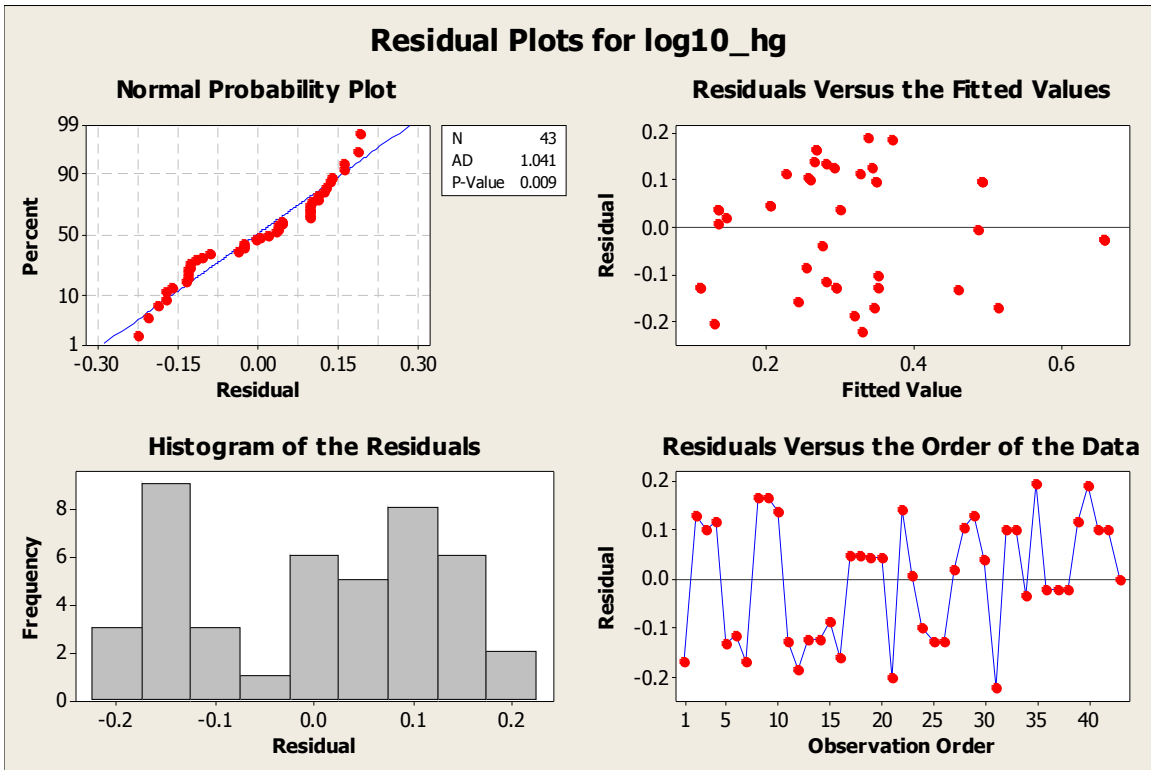 Residual Plots for log10_hg
Normal Probability Plot
99
90
50
10
1
Percent
-0.30
-0.15
0.00
0.15
0.30
Residual
N 43
AD 1.041
P-Value 0.009
Residuals Versus the Fitted Values
0.2
0.1
0.0
-0.1
-0.2
Residual
0.2
0.4
0.6
Fitted Value
Histogram of the Residuals
8
6
4
2
0
Frequency
-0.2
-0.1
0.0
0.1
0.2
Residual
Residuals Versus the Order of the Data
0.2
0.1
0.0
-0.1
-0.2
Residual
1
5
10
15
20
25
30
35
40
Observation Order